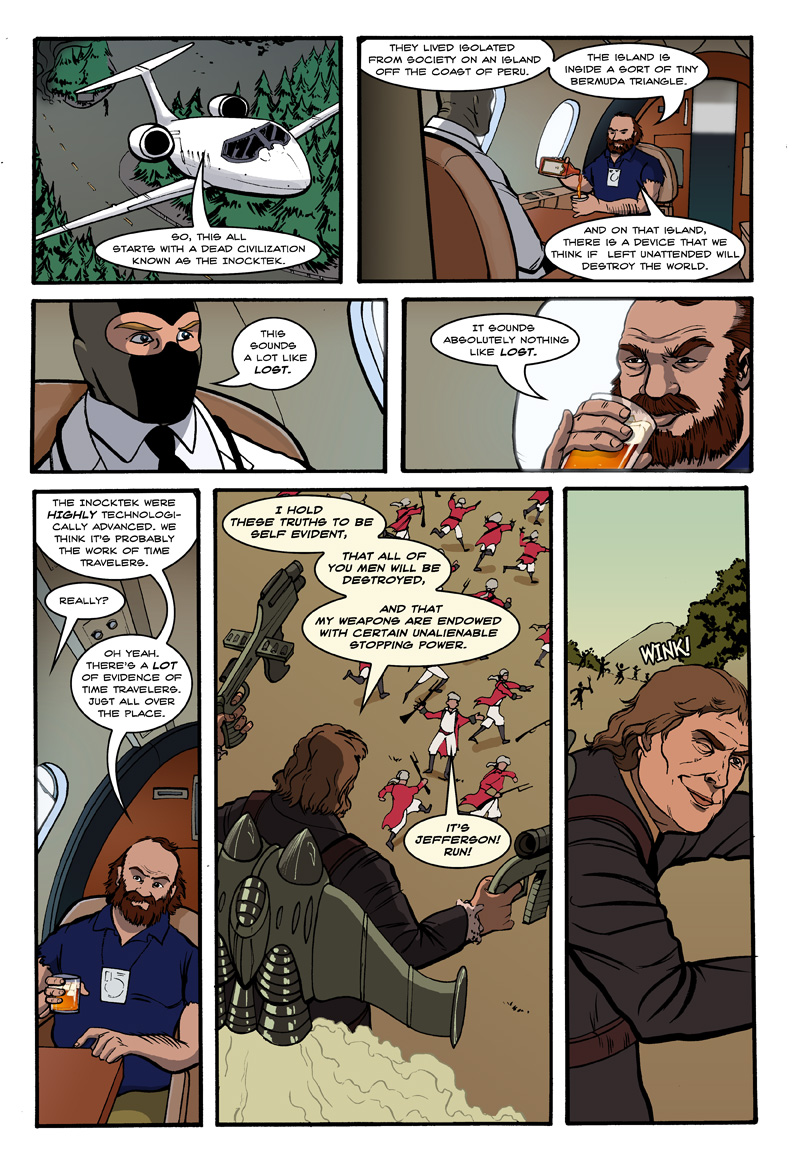 SO, THIS ALL
STARTS WITH A DEAD CIVILIZATION
KNOWN AS THE INOCKTEK.
THEY LIVED ISOLATED
FROM SOCIETY ON AN ISLAND
OFF THE COAST OF PERU.
THE ISLAND IS
INSIDE A SORT OF TINY
BERMUDA TRIANGLE.
AND ON THAT ISLAND,
THERE IS A DEVICE THAT WE
THINK IF LEFT UNATTENDED WILL
DESTROY THE WORLD.
THIS
SOUNDS
A LOT LIKE
LOST.
IT SOUNDS
ABSOLUTELY NOTHING
LIKE LOST.
THE INOCKTEK WERE
HIGHLY TECHNOLOGI-
CALLY ADVANCED. WE
THINK IT'S PROBABLY
THE WORK OF TIME
TRAVELERS.
REALLY?
OH YEAH.
THERE'S A LOT
OF EVIDENCE OF
TIME TRAVELERS.
JUST ALL OVER
THE PLACE.
I HOLD
THESE TRUTHS TO BE
SELF EVIDENT,
THAT ALL OF
YOU MEN WILL BE
DESTROYED,
AND THAT
MY WEAPONS ARE ENDOWED
WITH CERTAIN UNALIENABLE
STOPPING POWER.
IT'S
JEFFERSON!
RUN!
WINK!